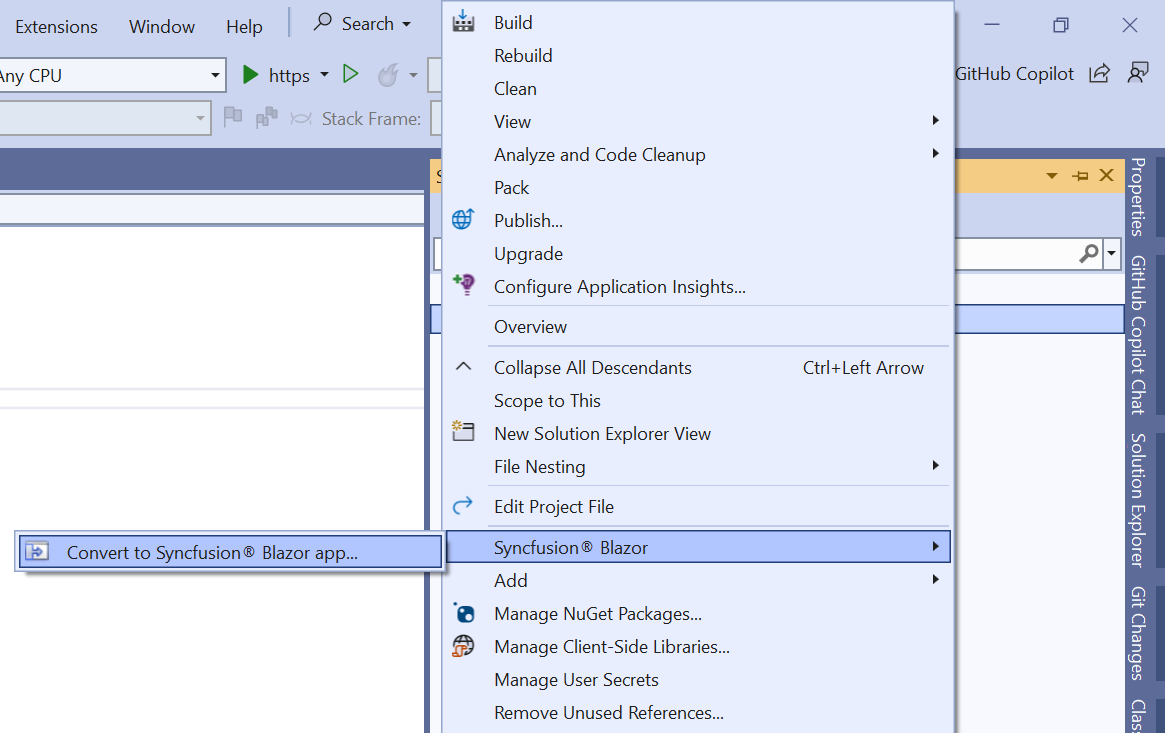 Extensions Window Help Search
Any CPU https GitHub Copilot
Stack Frame:
Build
Rebuild
Clean
View
Analyze and Code Cleanup
Pack
Publish...
Upgrade
Configure Application Insights...
Overview
Collapse All Descendants Ctrl+Left Arrow
Scope to This
New Solution Explorer View
File Nesting
Edit Project File
Syncfusion® Blazor
Convert to Syncfusion® Blazor app...
Add
Manage NuGet Packages...
Manage Client-Side Libraries...
Manage User Secrets
Remove Unused References...
Properties
GitHub Copilot Chat
Solution Explorer
Git Changes